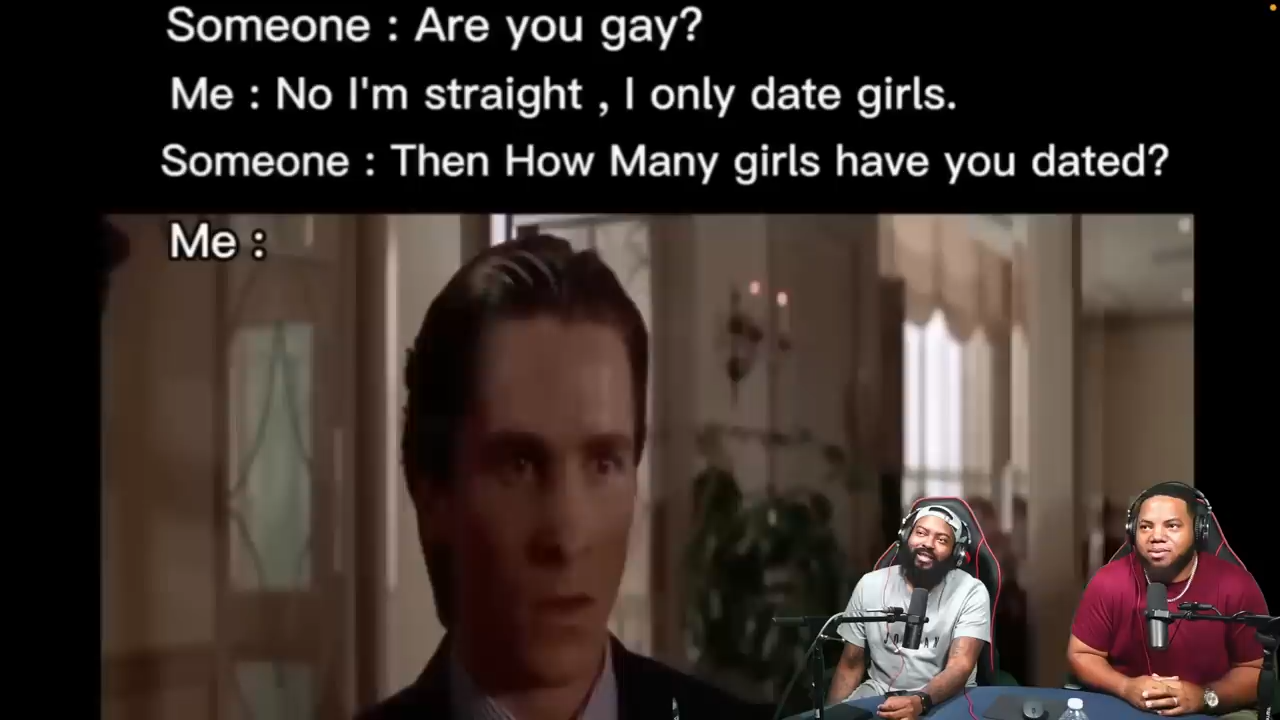 Someone : Are you gay?
Me : No I'm straight , I only date girls.
Someone : Then How Many girls have you dated?
Me :